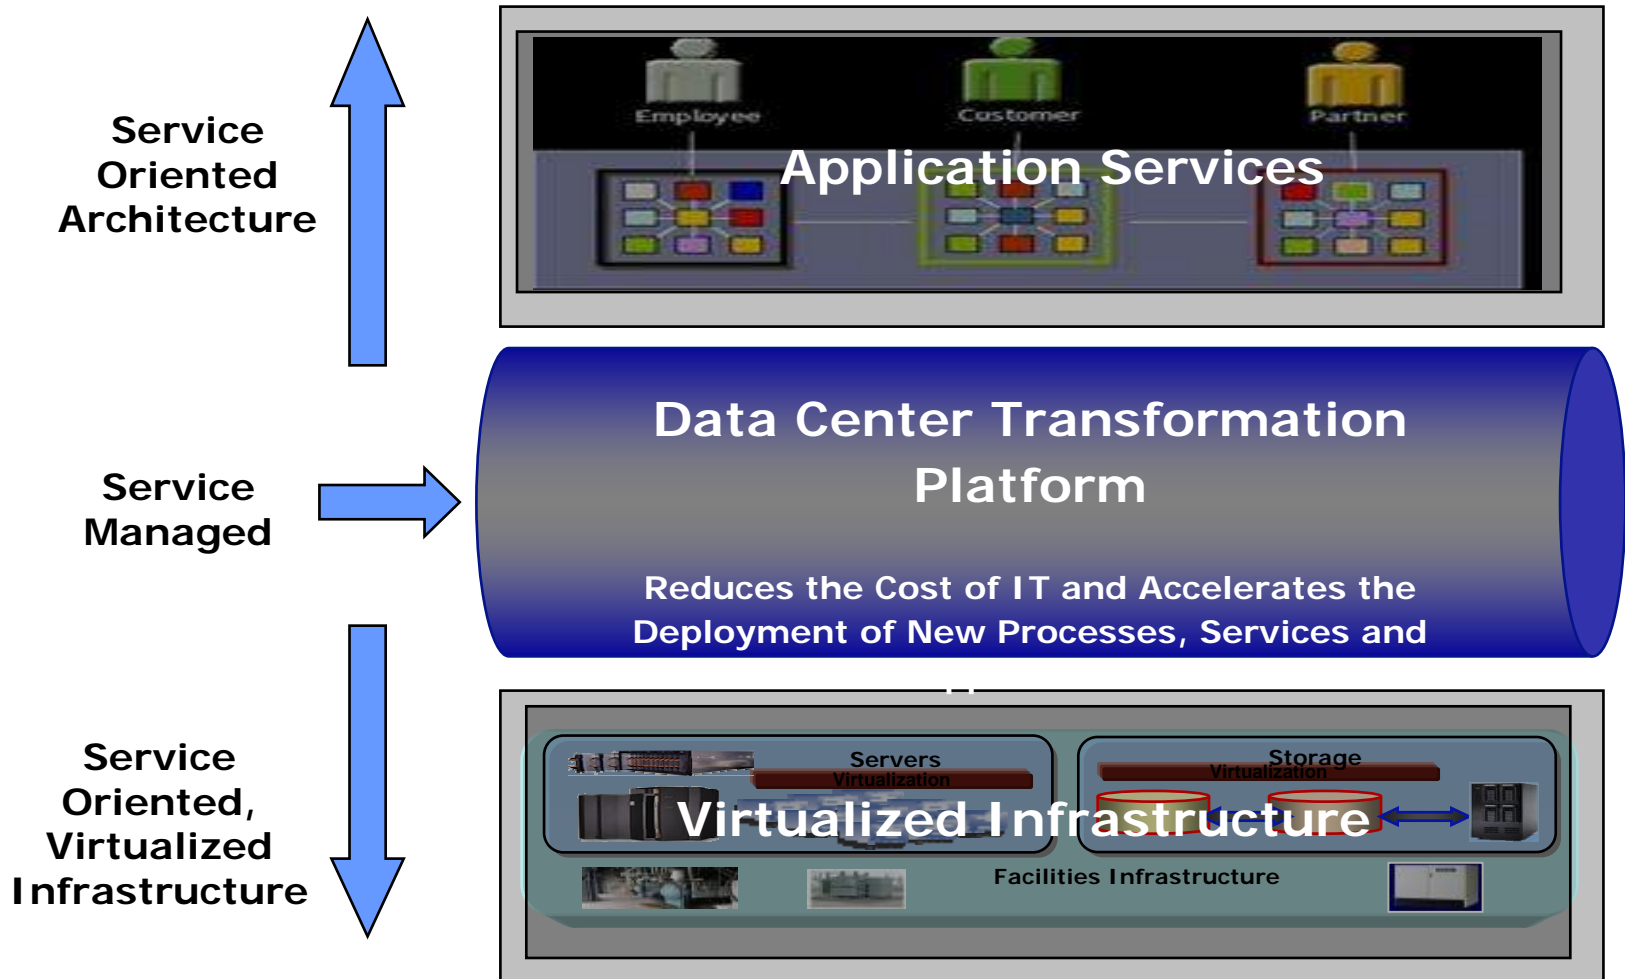 Service
Oriented
Architecture
Employee
Customer
Partner
Application Services
Service
Managed
Data Center Transformation
Platform
Reduces the Cost of IT and Accelerates the
Deployment of New Processes, Services and
Service
Oriented,
Virtualized
Infrastructure
Servers
Virtualization
Storage
Virtualization
Virtualized Infrastructure
Facilities Infrastructure